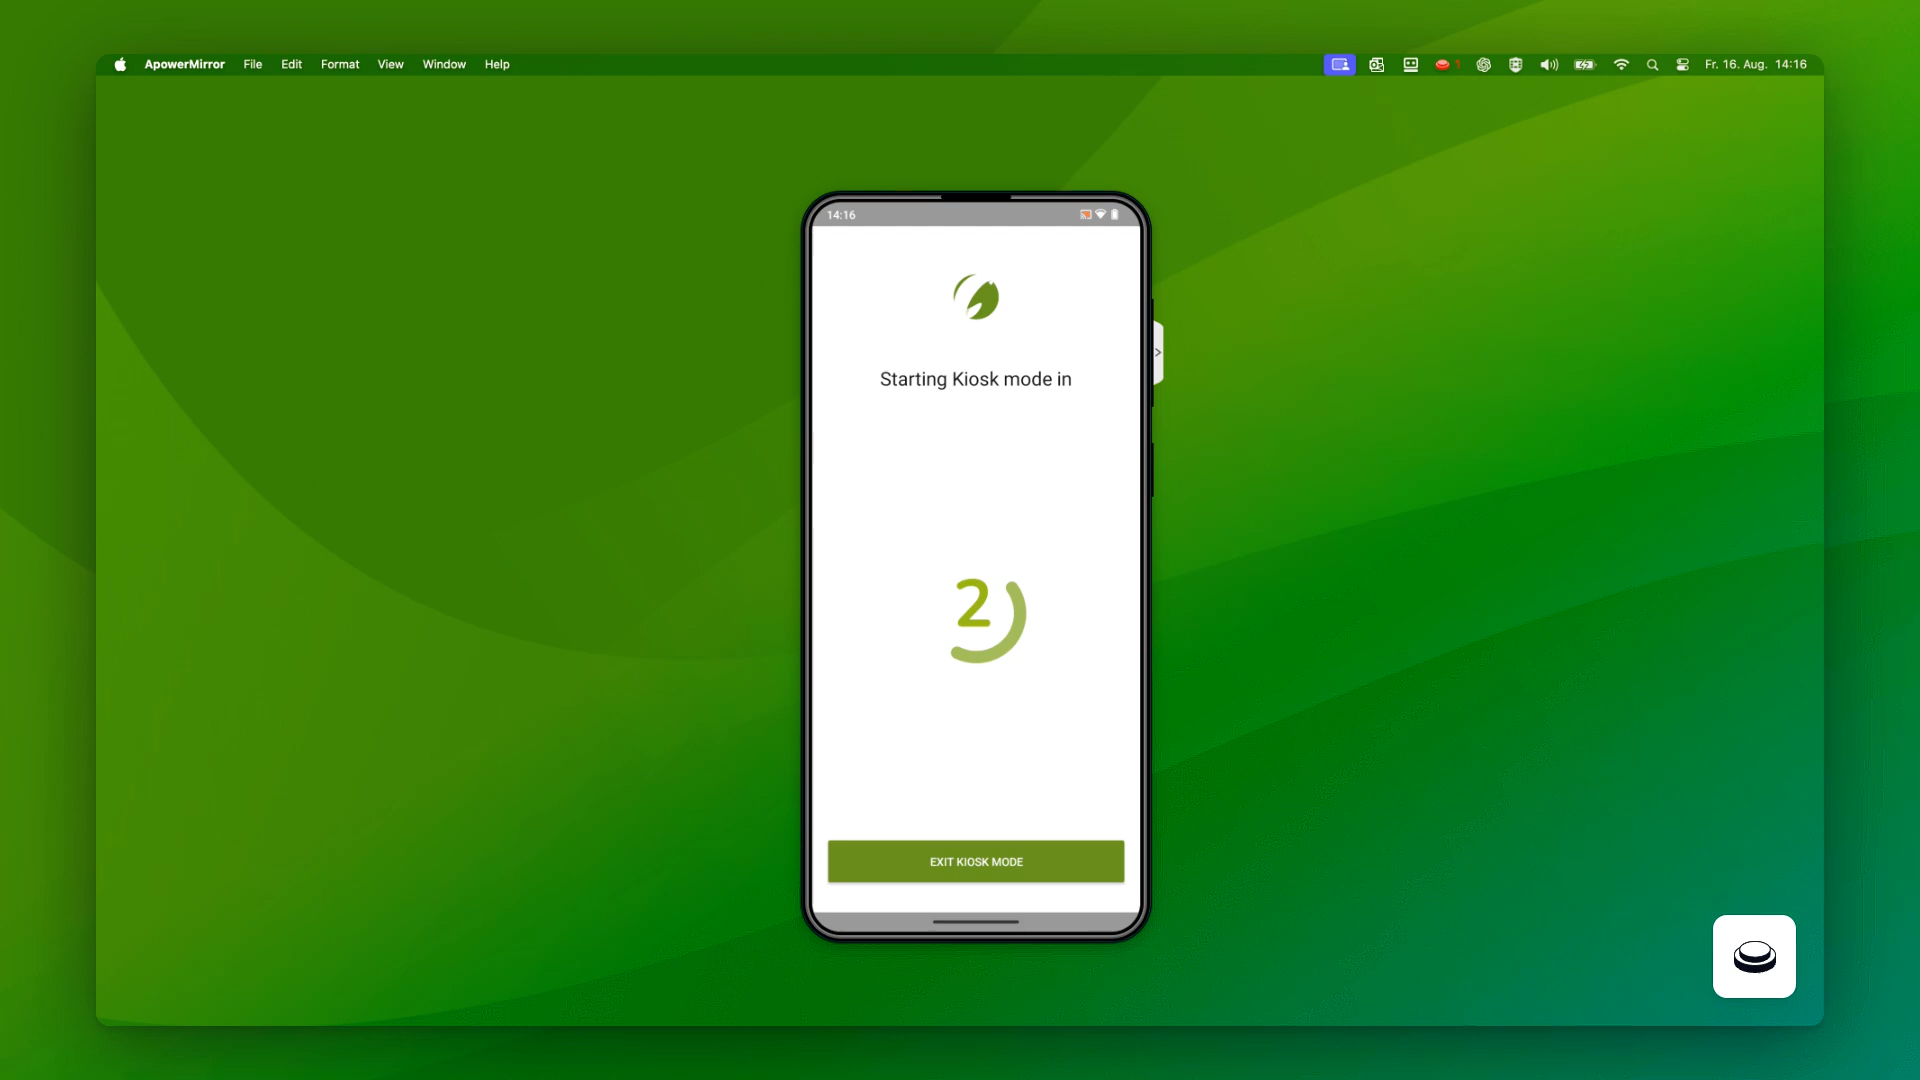 ApowerMirror File Edit Format View Window Help
1
Fr. 16. Aug. 14:16
14:16
Starting Kiosk mode in
2
EXIT KIOSK MODE